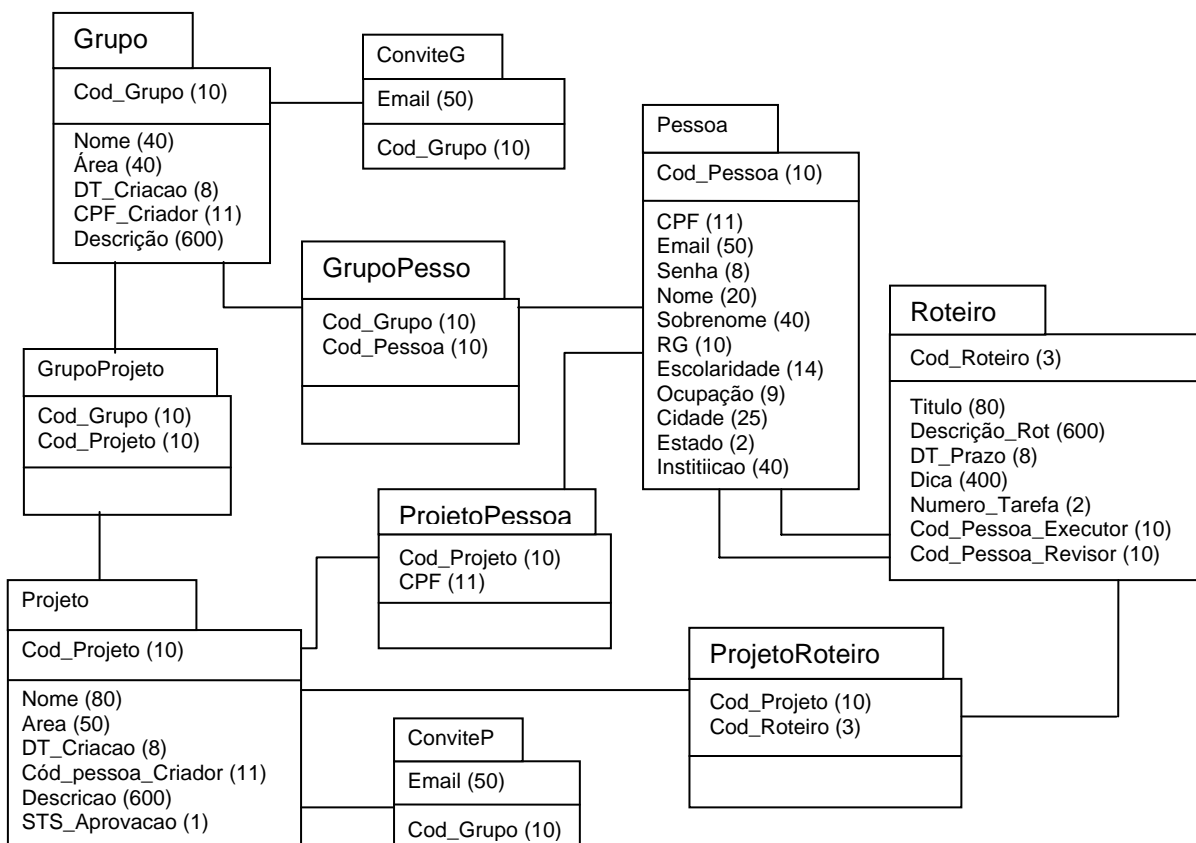 Grupo
Cod_Grupo (10)
Nome (40)
Área (40)
DT_Criacao (8)
CPF_Criador (11)
Descrição (600)
ConviteG
Email (50)
Cod_Grupo (10)
Pessoa
Cod_Pessoa (10)
CPF (11)
Email (50)
Senha (8)
Nome (20)
Sobrenome (40)
RG (10)
Escolaridade (14)
Ocupação (9)
Cidade (25)
Estado (2)
Institiicao (40)
GrupoPesso
Cod_Grupo (10)
Cod_Pessoa (10)
Roteiro
Cod_Roteiro (3)
Titulo (80)
Descrição_Rot (600)
DT_Prazo (8)
Dica (400)
Numero_Tarefa (2)
Cod_Pessoa_Executor (10)
Cod_Pessoa_Revisor (10)
GrupoProjeto
Cod_Grupo (10)
Cod_Projeto (10)
ProjetoPessoa
Cod_Projeto (10)
CPF (11)
Projeto
Cod_Projeto (10)
Nome (80)
Area (50)
DT_Criacao (8)
Cód_pessoa_Criador (11)
Descricao (600)
STS_Aprovacao (1)
ProjetoRoteiro
Cod_Projeto (10)
Cod_Roteiro (3)
ConviteP
Email (50)
Cod_Grupo (10)